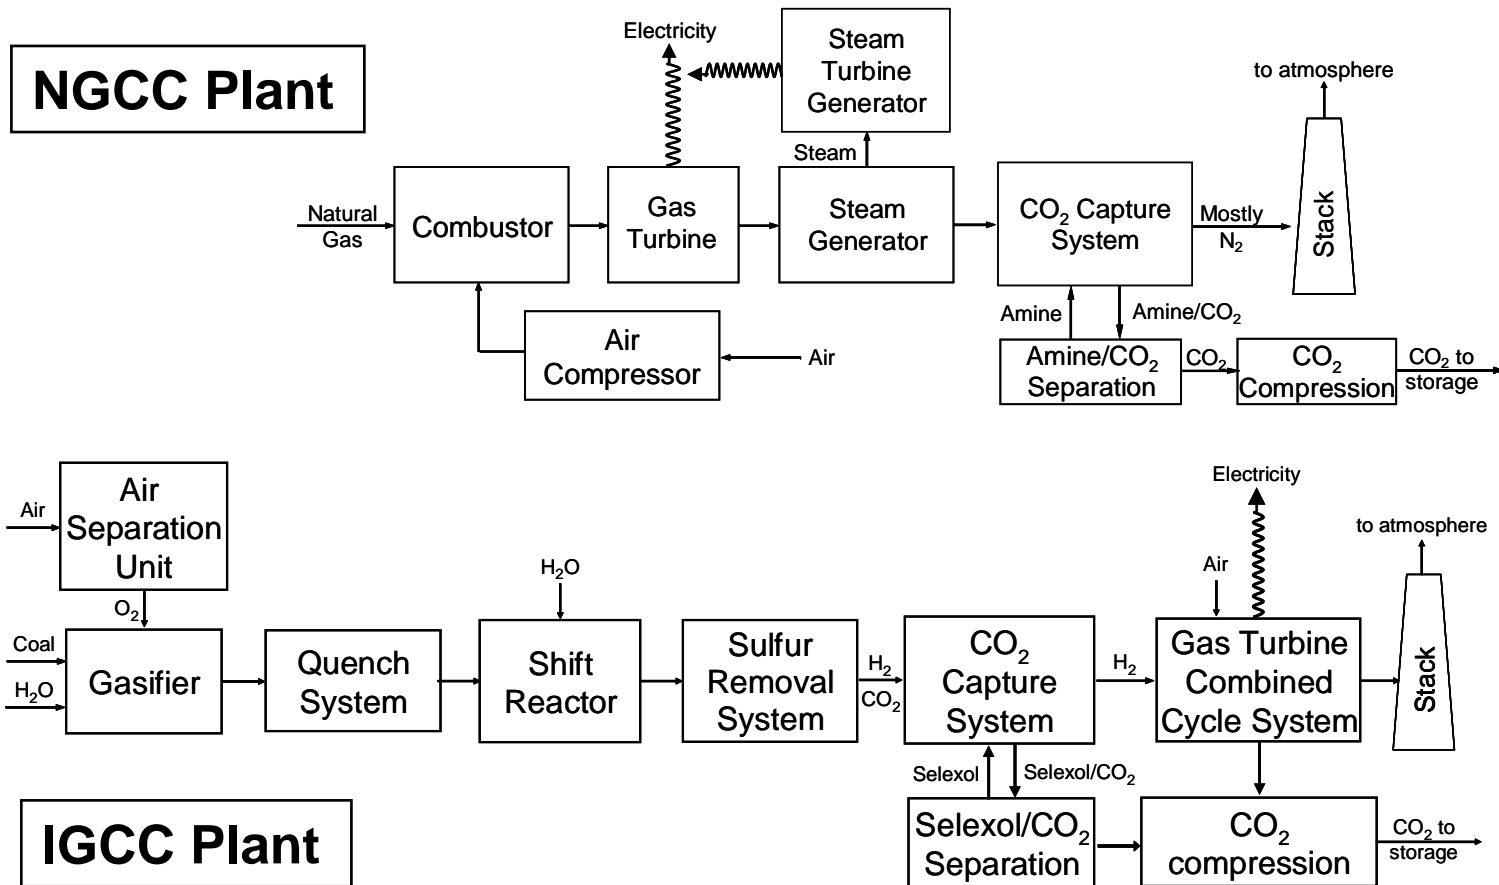 NGCC Plant
Electricity
Steam
Turbine
Generator
to atmosphere
Steam
Natural
Gas
Combustor
Gas
Turbine
Steam
Generator
CO₂ Capture
System
Mostly
N₂
Stack
Amine
Amine/CO₂
Air
Compressor
Air
Amine/CO₂
Separation
CO₂
CO₂
Compression
CO₂ to
storage
Air
Air
Separation
Unit
O₂
Coal
H₂O
Gasifier
Quench
System
H₂O
Shift
Reactor
Sulfur
Removal
System
H₂
CO₂
CO₂
Capture
System
H₂
Electricity
Air
Gas Turbine
Combined
Cycle System
to atmosphere
Stack
Selexol
Selexol/CO₂
Selexol/CO₂
Separation
CO₂
compression
CO₂ to
storage
IGCC Plant